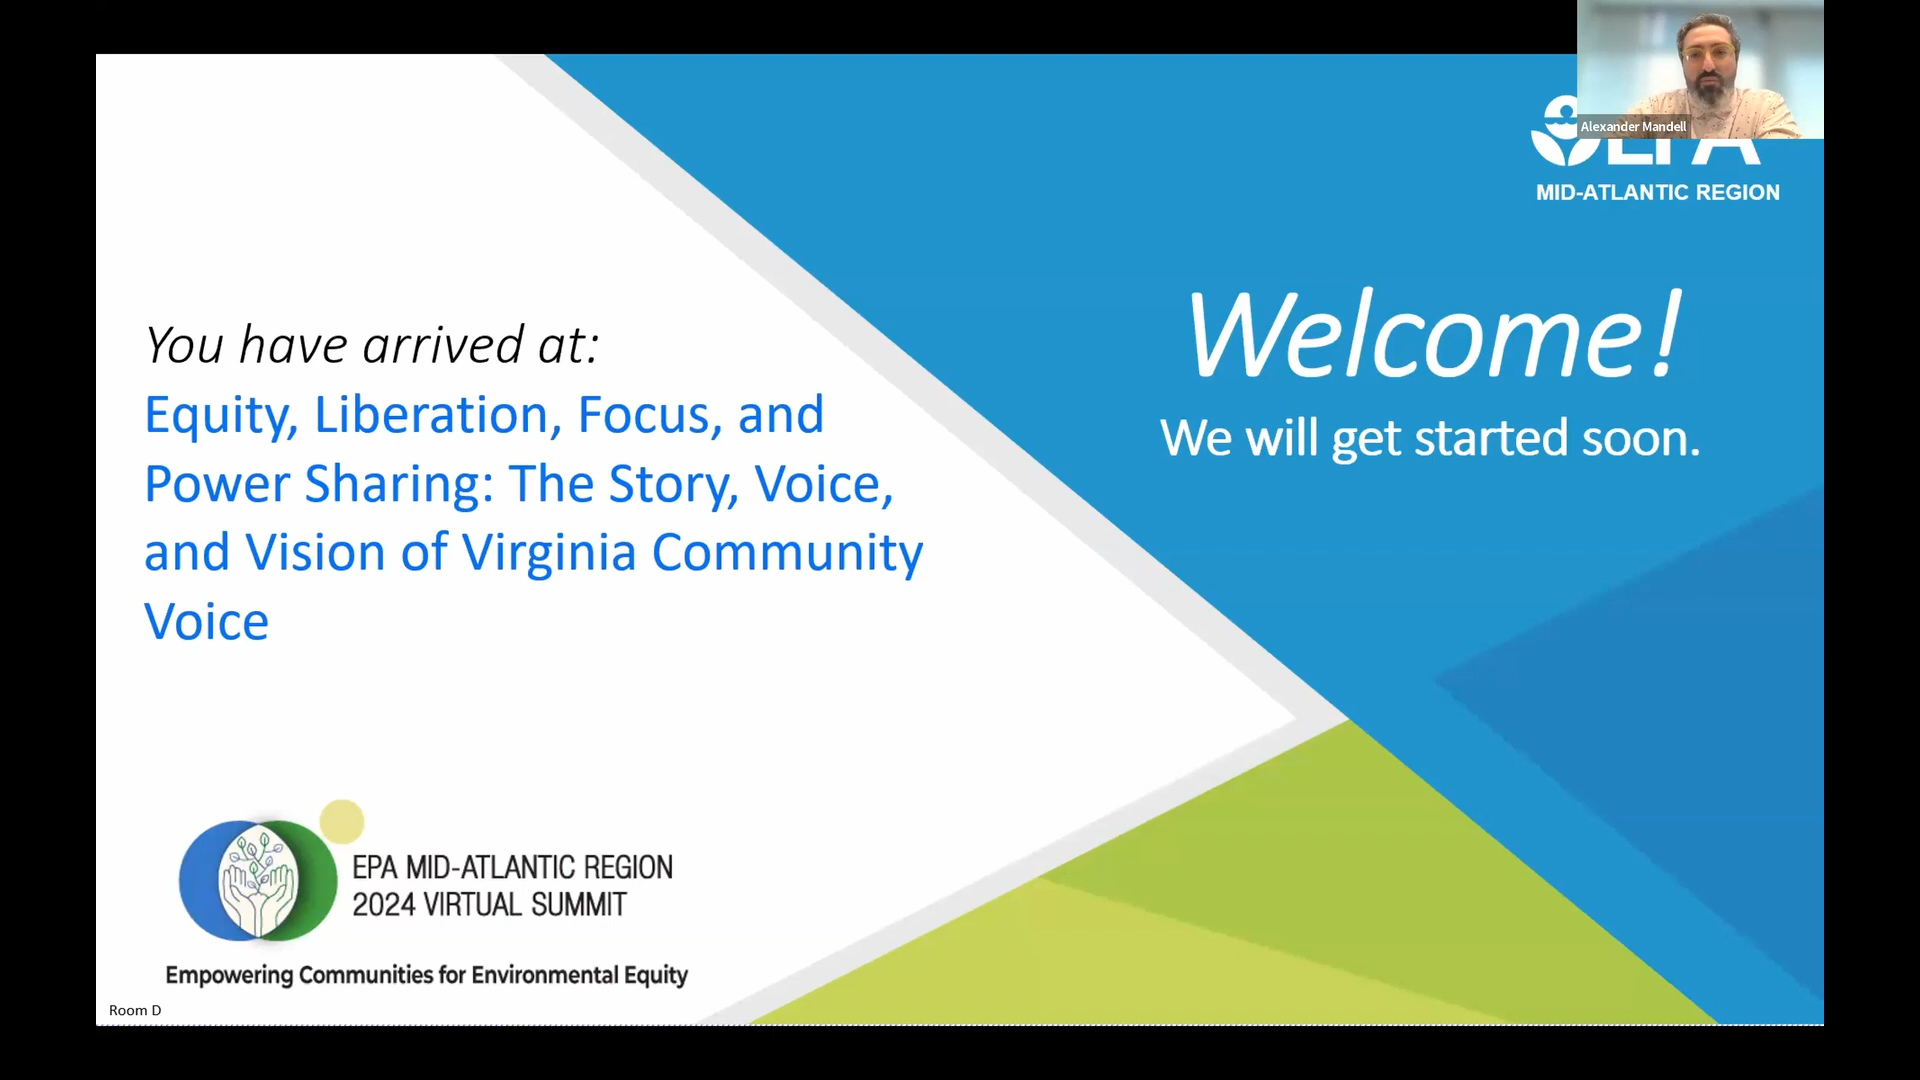 Alexander Mandell
EPA
MID-ATLANTIC REGION
You have arrived at:
Equity, Liberation, Focus, and
Power Sharing: The Story, Voice,
and Vision of Virginia Community
Voice
Welcome!
We will get started soon.
EPA MID-ATLANTIC REGION
2024 VIRTUAL SUMMIT
Empowering Communities for Environmental Equity
Room D